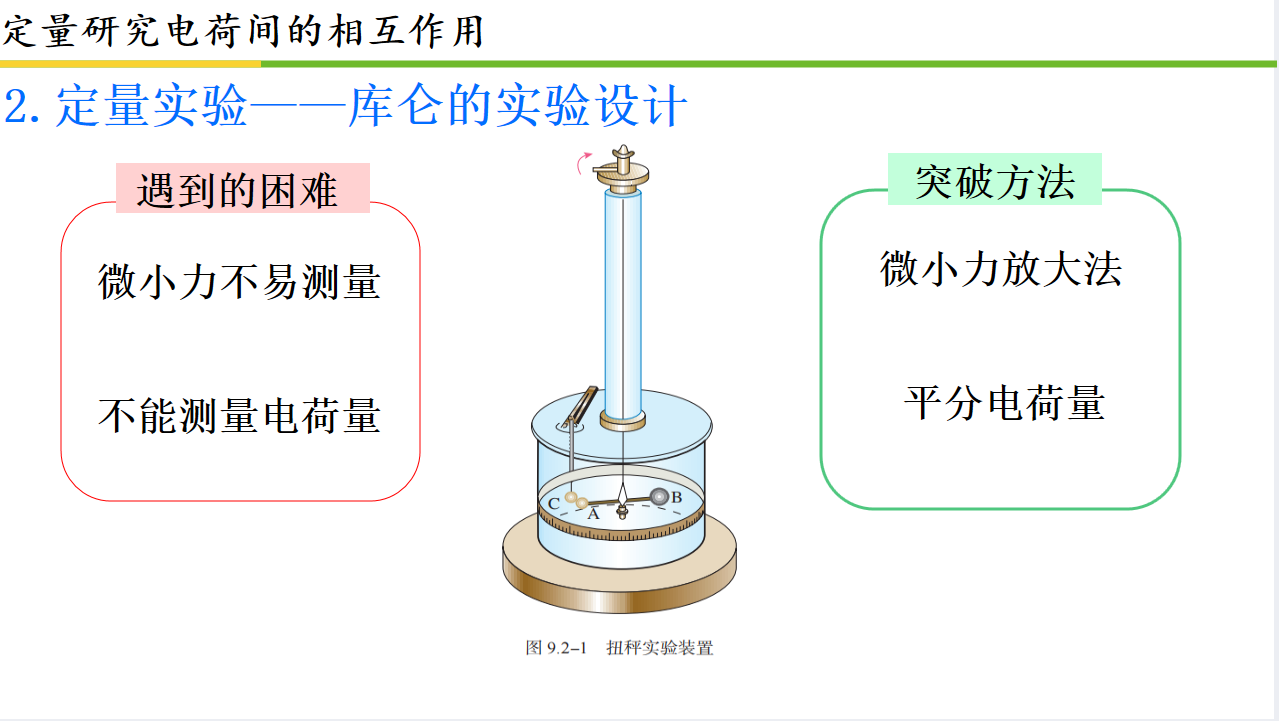 定量研究电荷间的相互作用
2.定量实验——库仑的实验设计
遇到的困难
微小力不易测量
不能测量电荷量
突破方法
微小力放大法
平分电荷量
C
A
B
图 9.2-1 扭秤实验装置